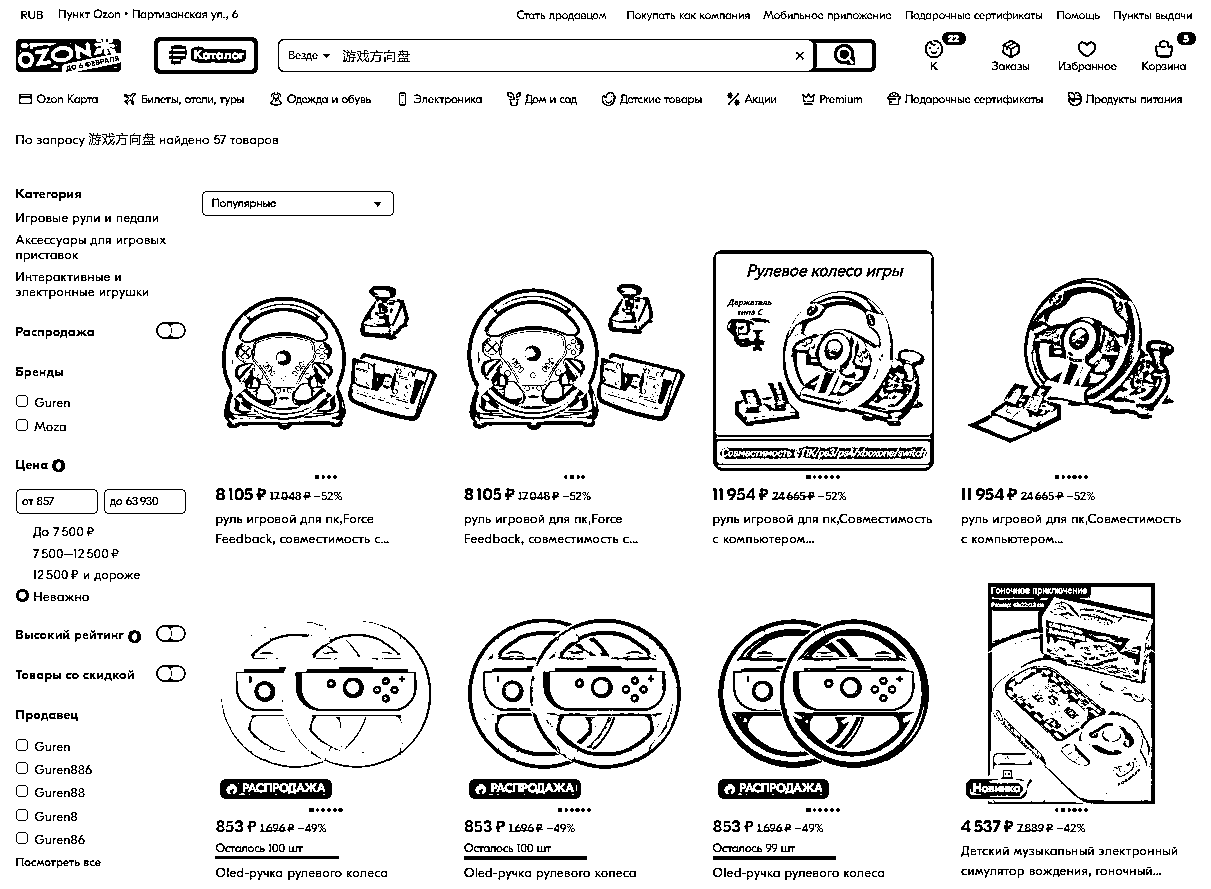 RUB Пункт Ozon • Партизанская ул., 6 Стать продавцом Покупать как компания Мобильное приложение Подарочные сертификаты Помощь Пункты выдачи
OZON
ДО 6 ФЕВРАЛЯ
Каталог
Везде 游戏方向盘
22
К
Заказы
Избранное
5
Корзина
Ozon Карта Билеты, отели, туры Одежда и обувь Электроника Дом и сад Детские товары Акции Premium Подарочные сертификаты Продукты питания
По запросу 游戏方向盘 найдено 57 товаров
Категория
Игровые рули и педали
Аксессуары для игровых
приставок
Интерактивные и
электронные игрушки
Распродажа
Бренды
Guren
Moza
Цена
от 857 до 63 930
До 7 500 ₽
7 500—12 500 ₽
12 500 ₽ и дороже
Неважно
Высокий рейтинг
Товары со скидкой
Продавец
Guren
Guren886
Guren88
Guren8
Guren86
Посмотреть все
Популярные
8 105 ₽ 17 048 ₽ −52%
руль игровой для пк,Force
Feedback, совместимость с...
8 105 ₽ 17 048 ₽ −52%
руль игровой для пк,Force
Feedback, совместимость с...
Рулевое колесо игры
Держатель
типа C
Совместимость с ПК/ps3/ps4/xboxone/switch
11 954 ₽ 24 665 ₽ −52%
руль игровой для пк,Совместимость
с компьютером...
11 954 ₽ 24 665 ₽ −52%
руль игровой для пк,Совместимость
с компьютером...
РАСПРОДАЖА
853 ₽ 1 696 ₽ −49%
Осталось 100 шт
Oled-ручка рулевого колеса
РАСПРОДАЖА
853 ₽ 1 696 ₽ −49%
Осталось 100 шт
Oled-ручка рулевого колеса
РАСПРОДАЖА
853 ₽ 1 696 ₽ −49%
Осталось 99 шт
Oled-ручка рулевого колеса
Гоночное приключение
Новинка
4 537 ₽ 7 889 ₽ −42%
Детский музыкальный электронный
симулятор вождения, гоночный...